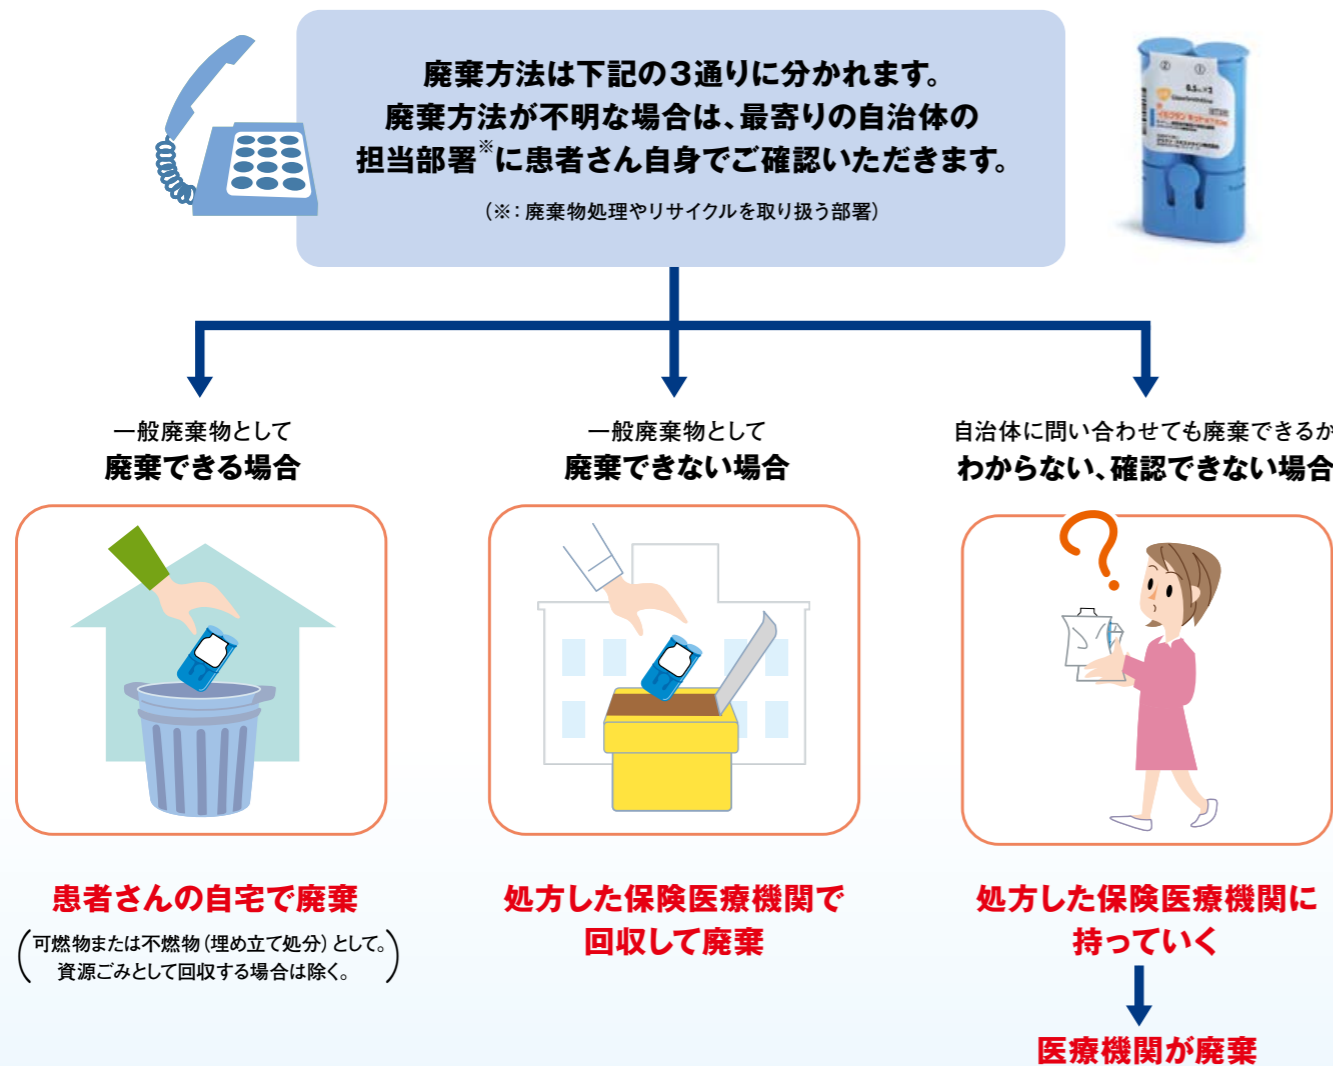 廃棄方法は下記の3通りに分かれます。
廃棄方法が不明な場合は、最寄りの自治体の
担当部署※に患者さん自身でご確認いただきます。
(※：廃棄物処理やリサイクルを取り扱う部署)
② ①
一般廃棄物として
廃棄できる場合
一般廃棄物として
廃棄できない場合
自治体に問い合わせても廃棄できるか
わからない、確認できない場合
患者さんの自宅で廃棄
(可燃物または不燃物（埋め立て処分）として。
資源ごみとして回収する場合は除く。)
処方した保険医療機関で
回収して廃棄
処方した保険医療機関に
持っていく
医療機関が廃棄